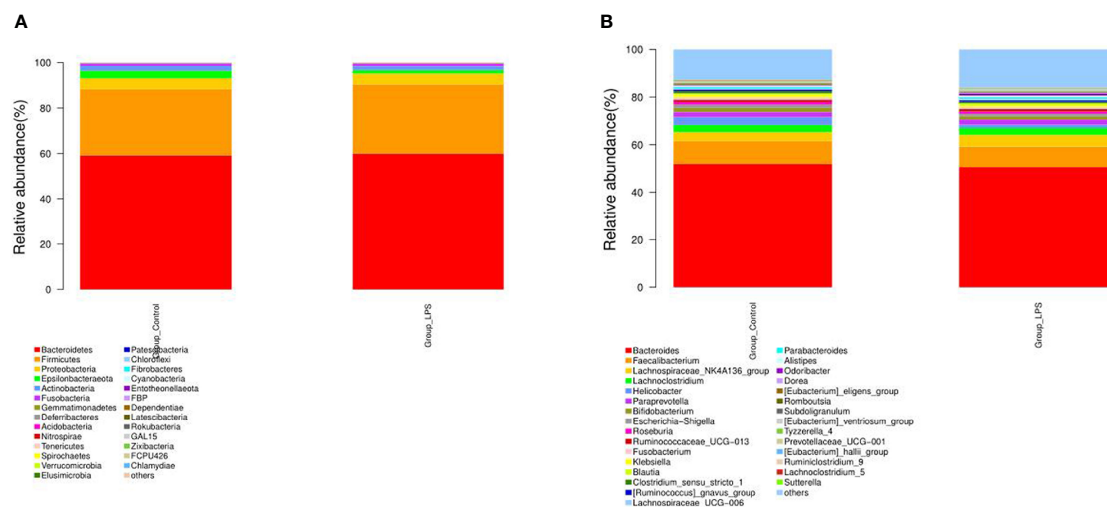 A
B
Relative abundance(%)
100
80
60
40
20
0
Group_Control
Group_LPS
Bacteroidetes
Firmicutes
Proteobacteria
Epsilonbacteraeota
Actinobacteria
Fusobacteria
Gemmatimonadetes
Deferribacteres
Acidobacteria
Nitrospirae
Tenericutes
Spirochaetes
Verrucomicrobia
Elusimicrobia
Patescibacteria
Chloroflexi
Fibrobacteres
Cyanobacteria
Entotheonellaeota
FBP
Dependentiae
Latescibacteria
Rokubacteria
GAL15
Zixibacteria
FCPU426
Chlamydiae
others
Relative abundance(%)
100
80
60
40
20
0
Group_Control
Group_LPS
Bacteroides
Faecalibacterium
Lachnospiraceae_NK4A136_group
Lachnoclostridium
Helicobacter
Paraprevotella
Bifidobacterium
Escherichia-Shigella
Roseburia
Ruminococcaceae_UCG-013
Fusobacterium
Klebsiella
Blautia
Clostridium_sensu_stricto_1
[Ruminococcus]_gnavus_group
Lachnospiraceae_UCG-006
Parabacteroides
Alistipes
Odoribacter
Dorea
[Eubacterium]_eligens_group
Romboutsia
Subdoligranulum
[Eubacterium]_ventriosum_group
Tyzzerella_4
Prevotellaceae_UCG-001
[Eubacterium]_hallii_group
Ruminiclostridium_9
Lachnoclostridium_5
Sutterella
others